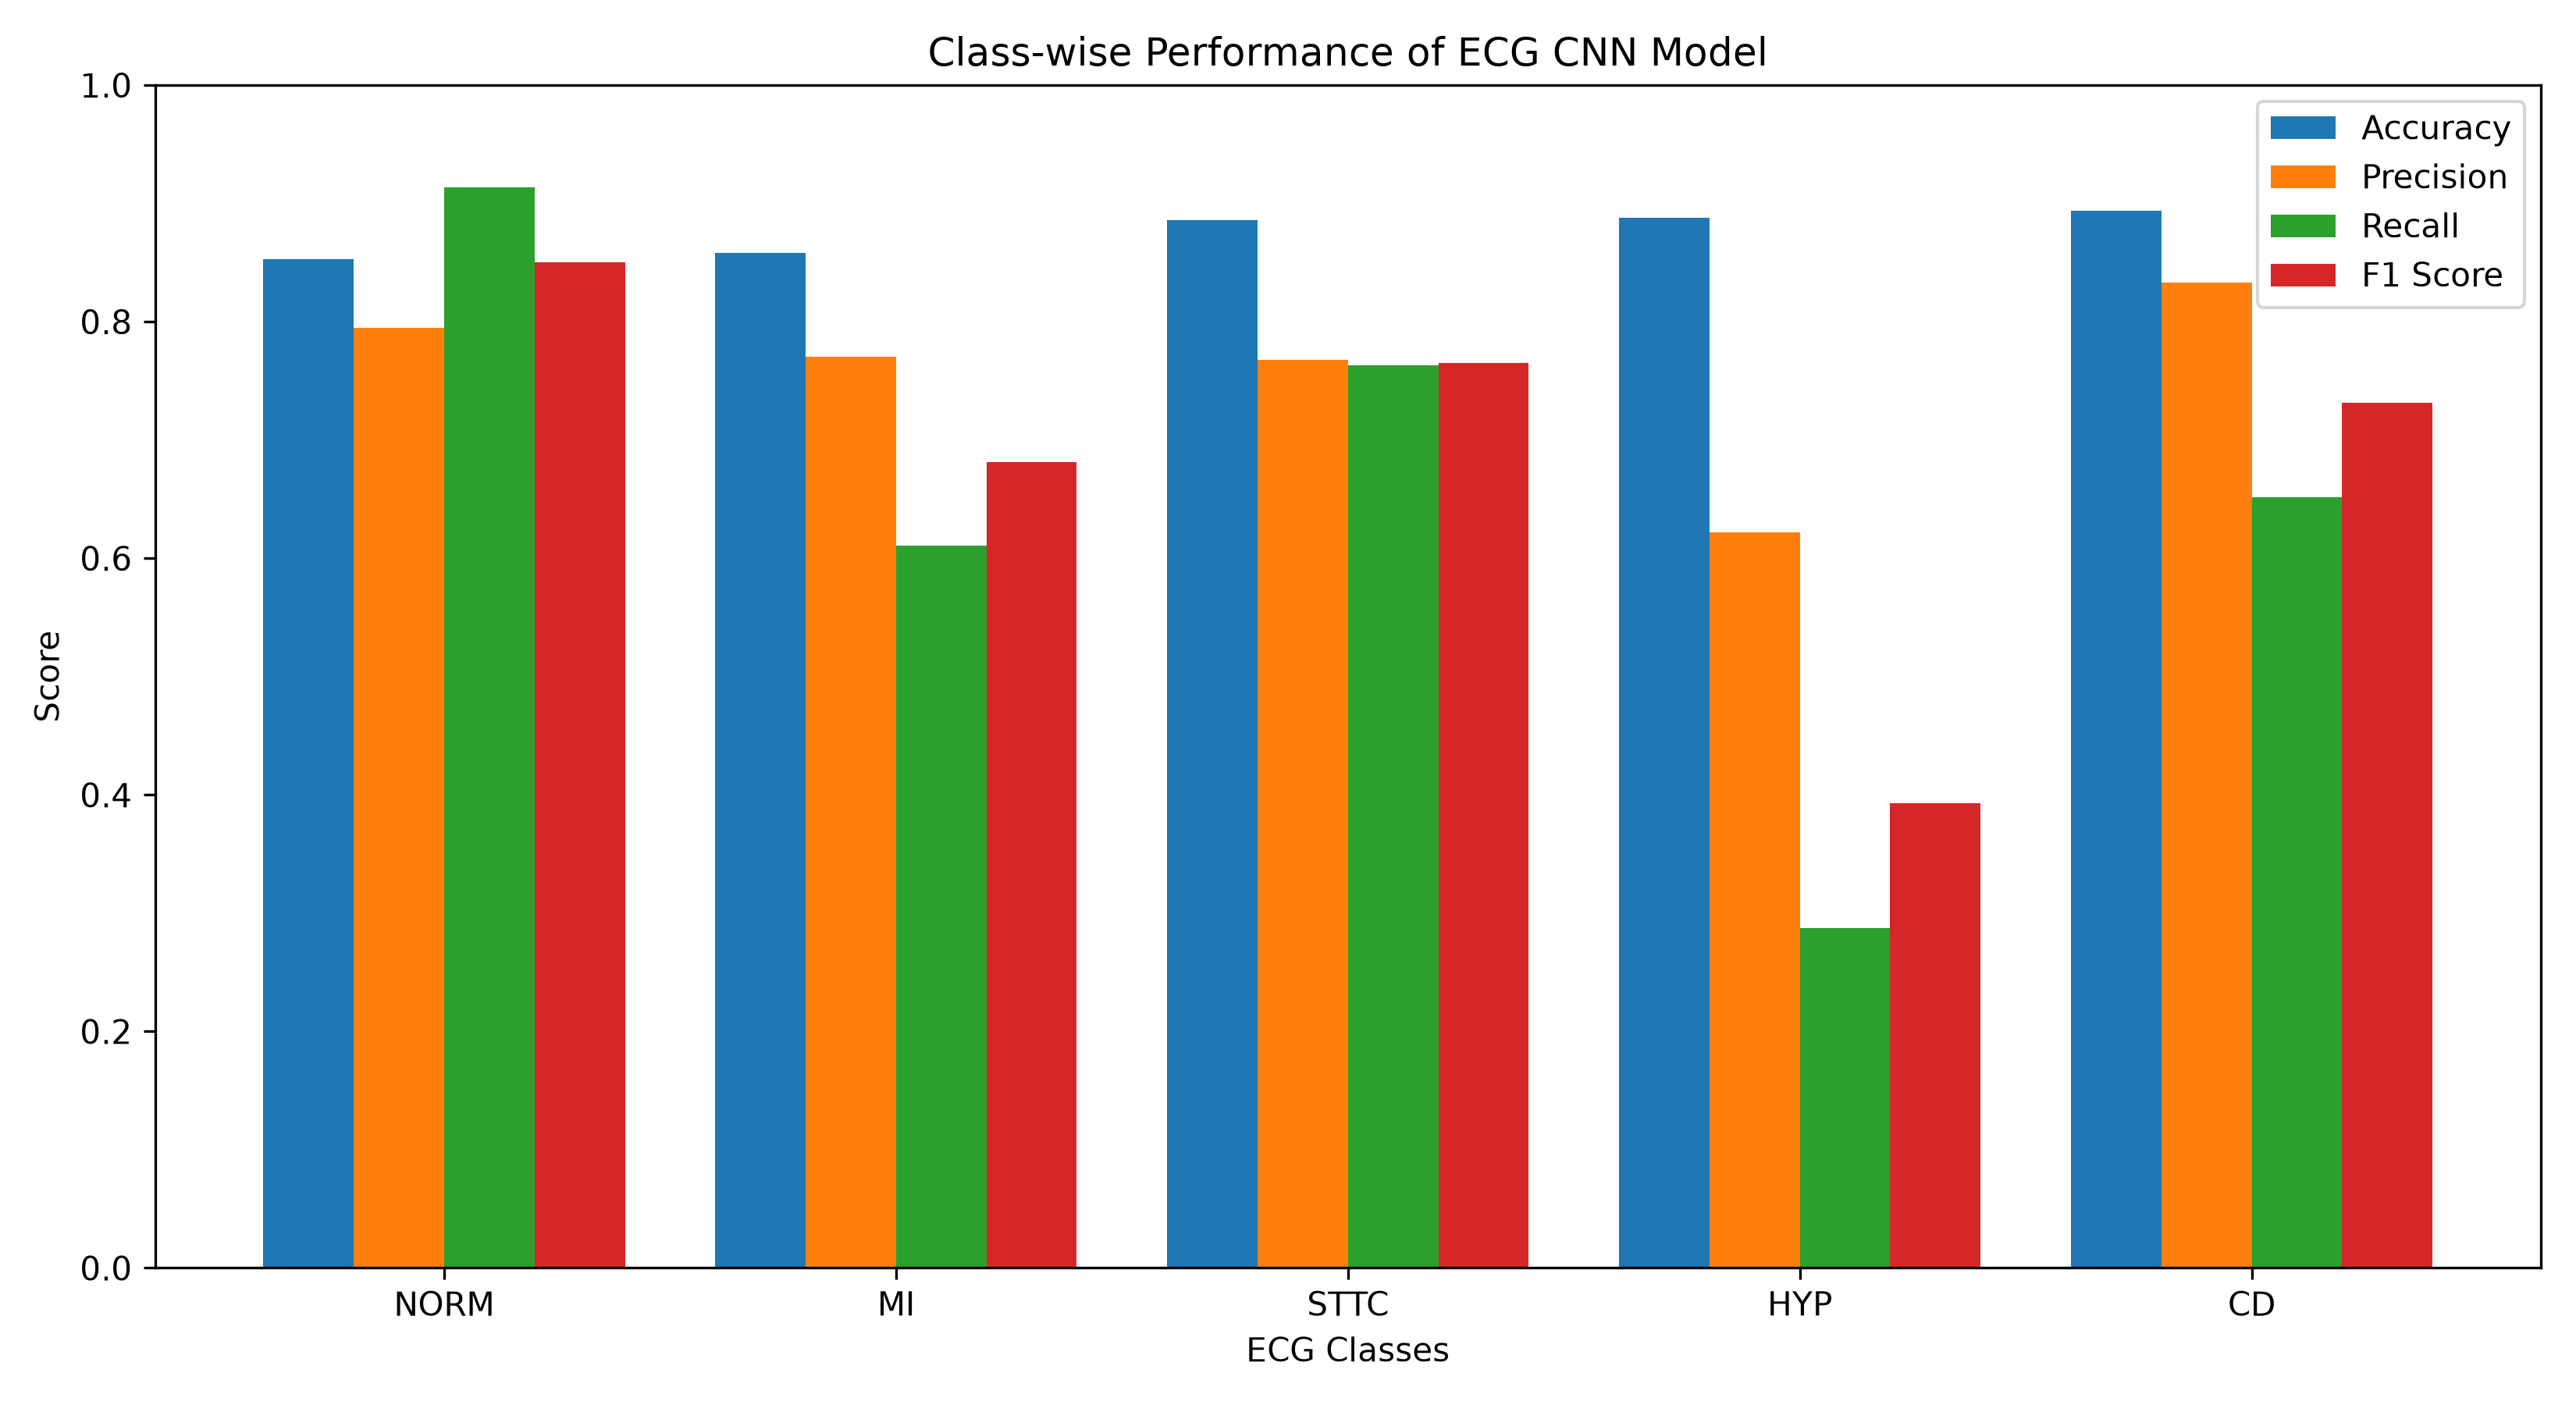 Class-wise Performance of ECG CNN Model
1.0
0.8
0.6
0.4
0.2
0.0
Score
Accuracy
Precision
Recall
F1 Score
NORM MI STTC HYP CD
ECG Classes